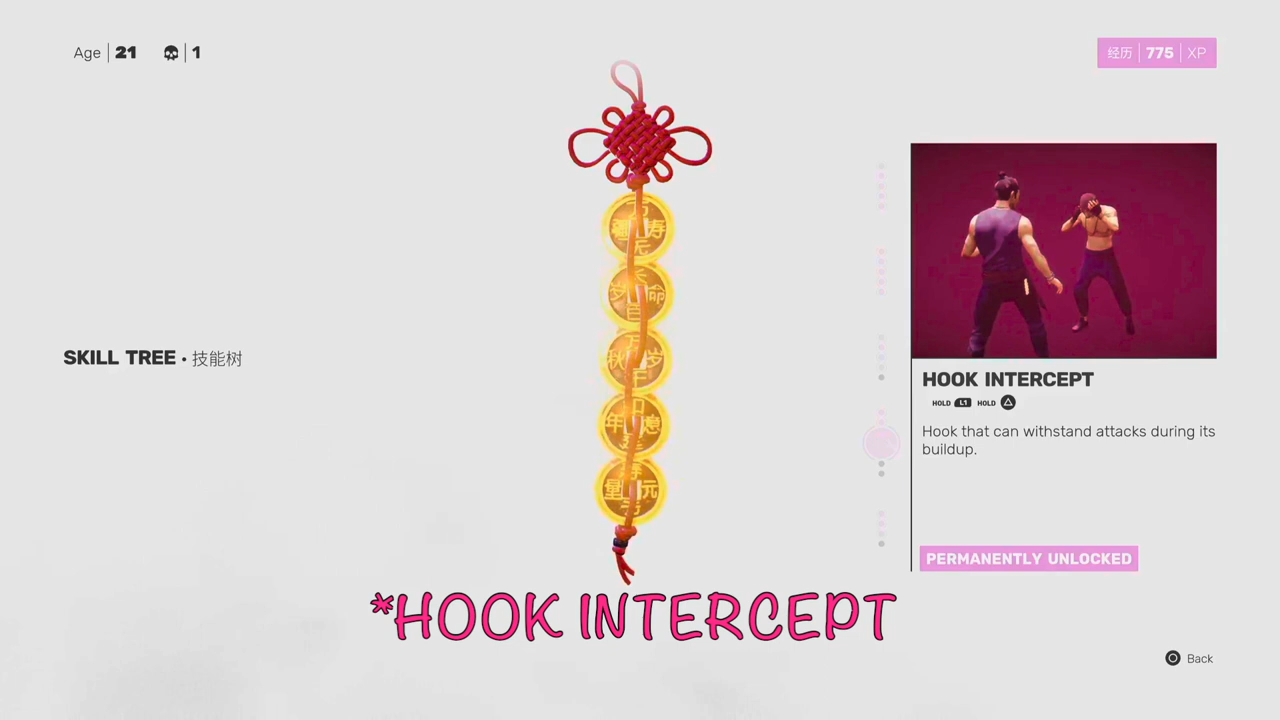 Age 21 1
经历 775 XP
SKILL TREE • 技能树
HOOK INTERCEPT
HOLD L1 HOLD
Hook that can withstand attacks during its
buildup.
PERMANENTLY UNLOCKED
*HOOK INTERCEPT
Back